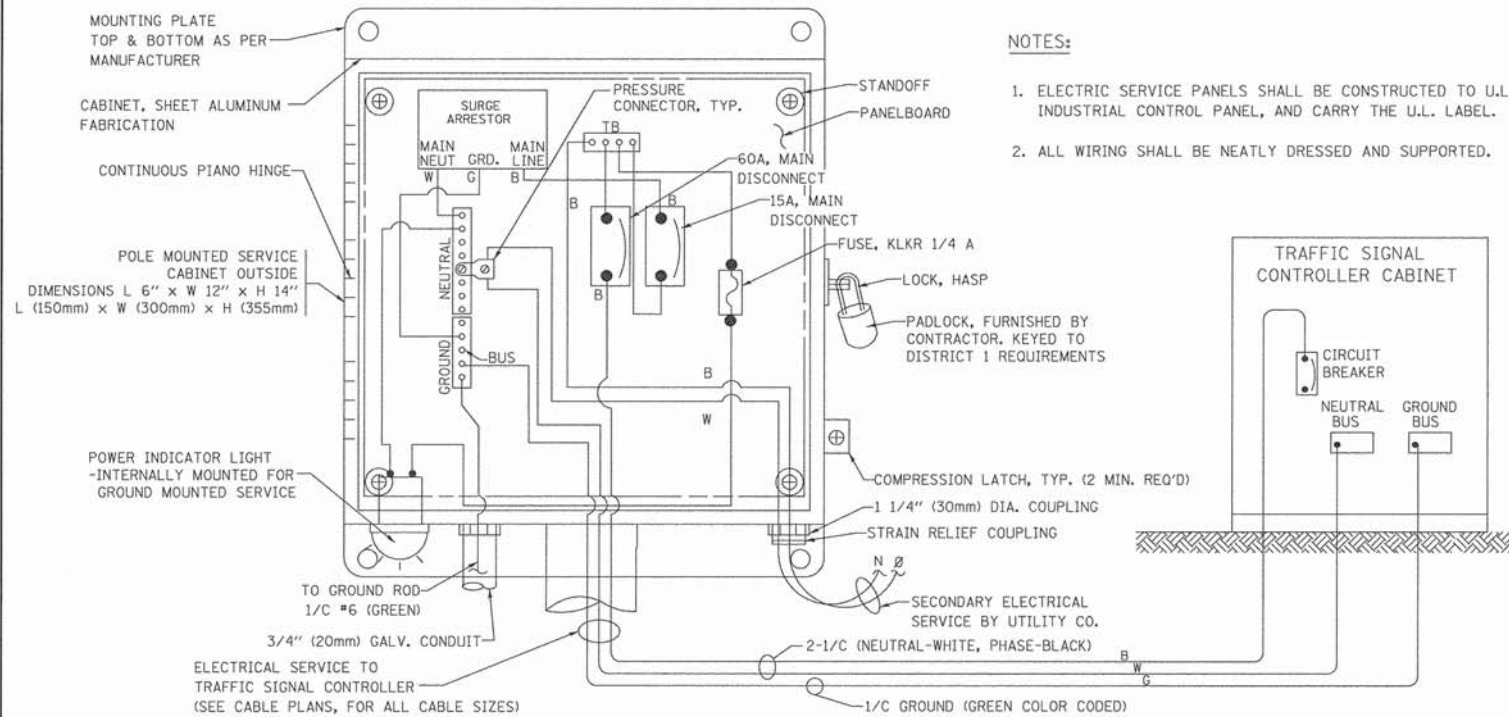 MOUNTING PLATE
TOP & BOTTOM AS PER
MANUFACTURER
CABINET, SHEET ALUMINUM
FABRICATION
CONTINUOUS PIANO HINGE
POLE MOUNTED SERVICE
CABINET OUTSIDE
DIMENSIONS L 6" x W 12" x H 14"
L (150mm) x W (300mm) x H (355mm)
POWER INDICATOR LIGHT
-INTERNALLY MOUNTED FOR
GROUND MOUNTED SERVICE
SURGE
ARRESTOR
MAIN
NEUT
GRD.
MAIN
LINE
W
G
B
PRESSURE
CONNECTOR, TYP.
TB
60A, MAIN
DISCONNECT
B
B
15A, MAIN
DISCONNECT
B
NEUTRAL
GROUND
BUS
B
W
STANDOFF
PANELBOARD
FUSE, KLKR 1/4 A
LOCK, HASP
PADLOCK, FURNISHED BY
CONTRACTOR. KEYED TO
DISTRICT 1 REQUIREMENTS
COMPRESSION LATCH, TYP. (2 MIN. REQ'D)
1 1/4" (30mm) DIA. COUPLING
STRAIN RELIEF COUPLING
N Ø
SECONDARY ELECTRICAL
SERVICE BY UTILITY CO.
TO GROUND ROD
1/C #6 (GREEN)
3/4" (20mm) GALV. CONDUIT
ELECTRICAL SERVICE TO
TRAFFIC SIGNAL CONTROLLER
(SEE CABLE PLANS, FOR ALL CABLE SIZES)
2-1/C (NEUTRAL-WHITE, PHASE-BLACK)
B
W
G
1/C GROUND (GREEN COLOR CODED)
NOTES:
1. ELECTRIC SERVICE PANELS SHALL BE CONSTRUCTED TO U.L
INDUSTRIAL CONTROL PANEL, AND CARRY THE U.L. LABEL.
2. ALL WIRING SHALL BE NEATLY DRESSED AND SUPPORTED.
TRAFFIC SIGNAL
CONTROLLER CABINET
CIRCUIT
BREAKER
NEUTRAL
BUS
GROUND
BUS